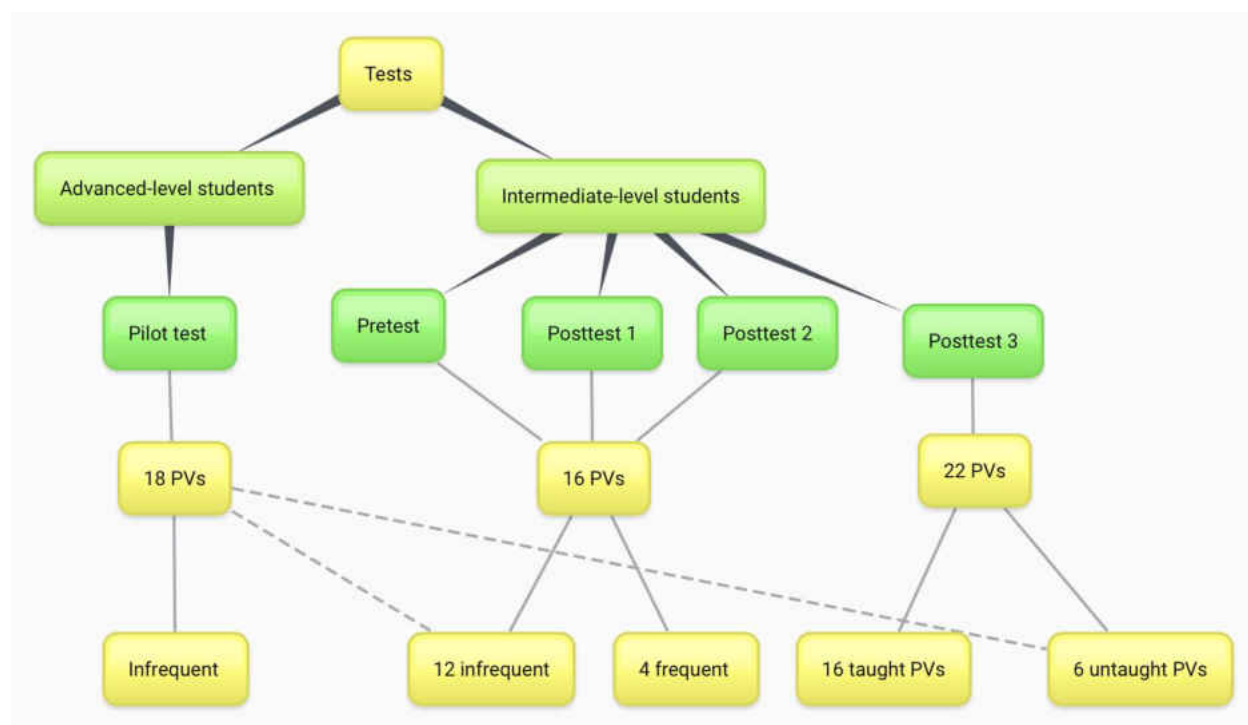 Tests
Advanced-level students
Intermediate-level students
Pilot test
Pretest
Posttest 1
Posttest 2
Posttest 3
18 PVs
16 PVs
22 PVs
Infrequent
12 infrequent
4 frequent
16 taught PVs
6 untaught PVs